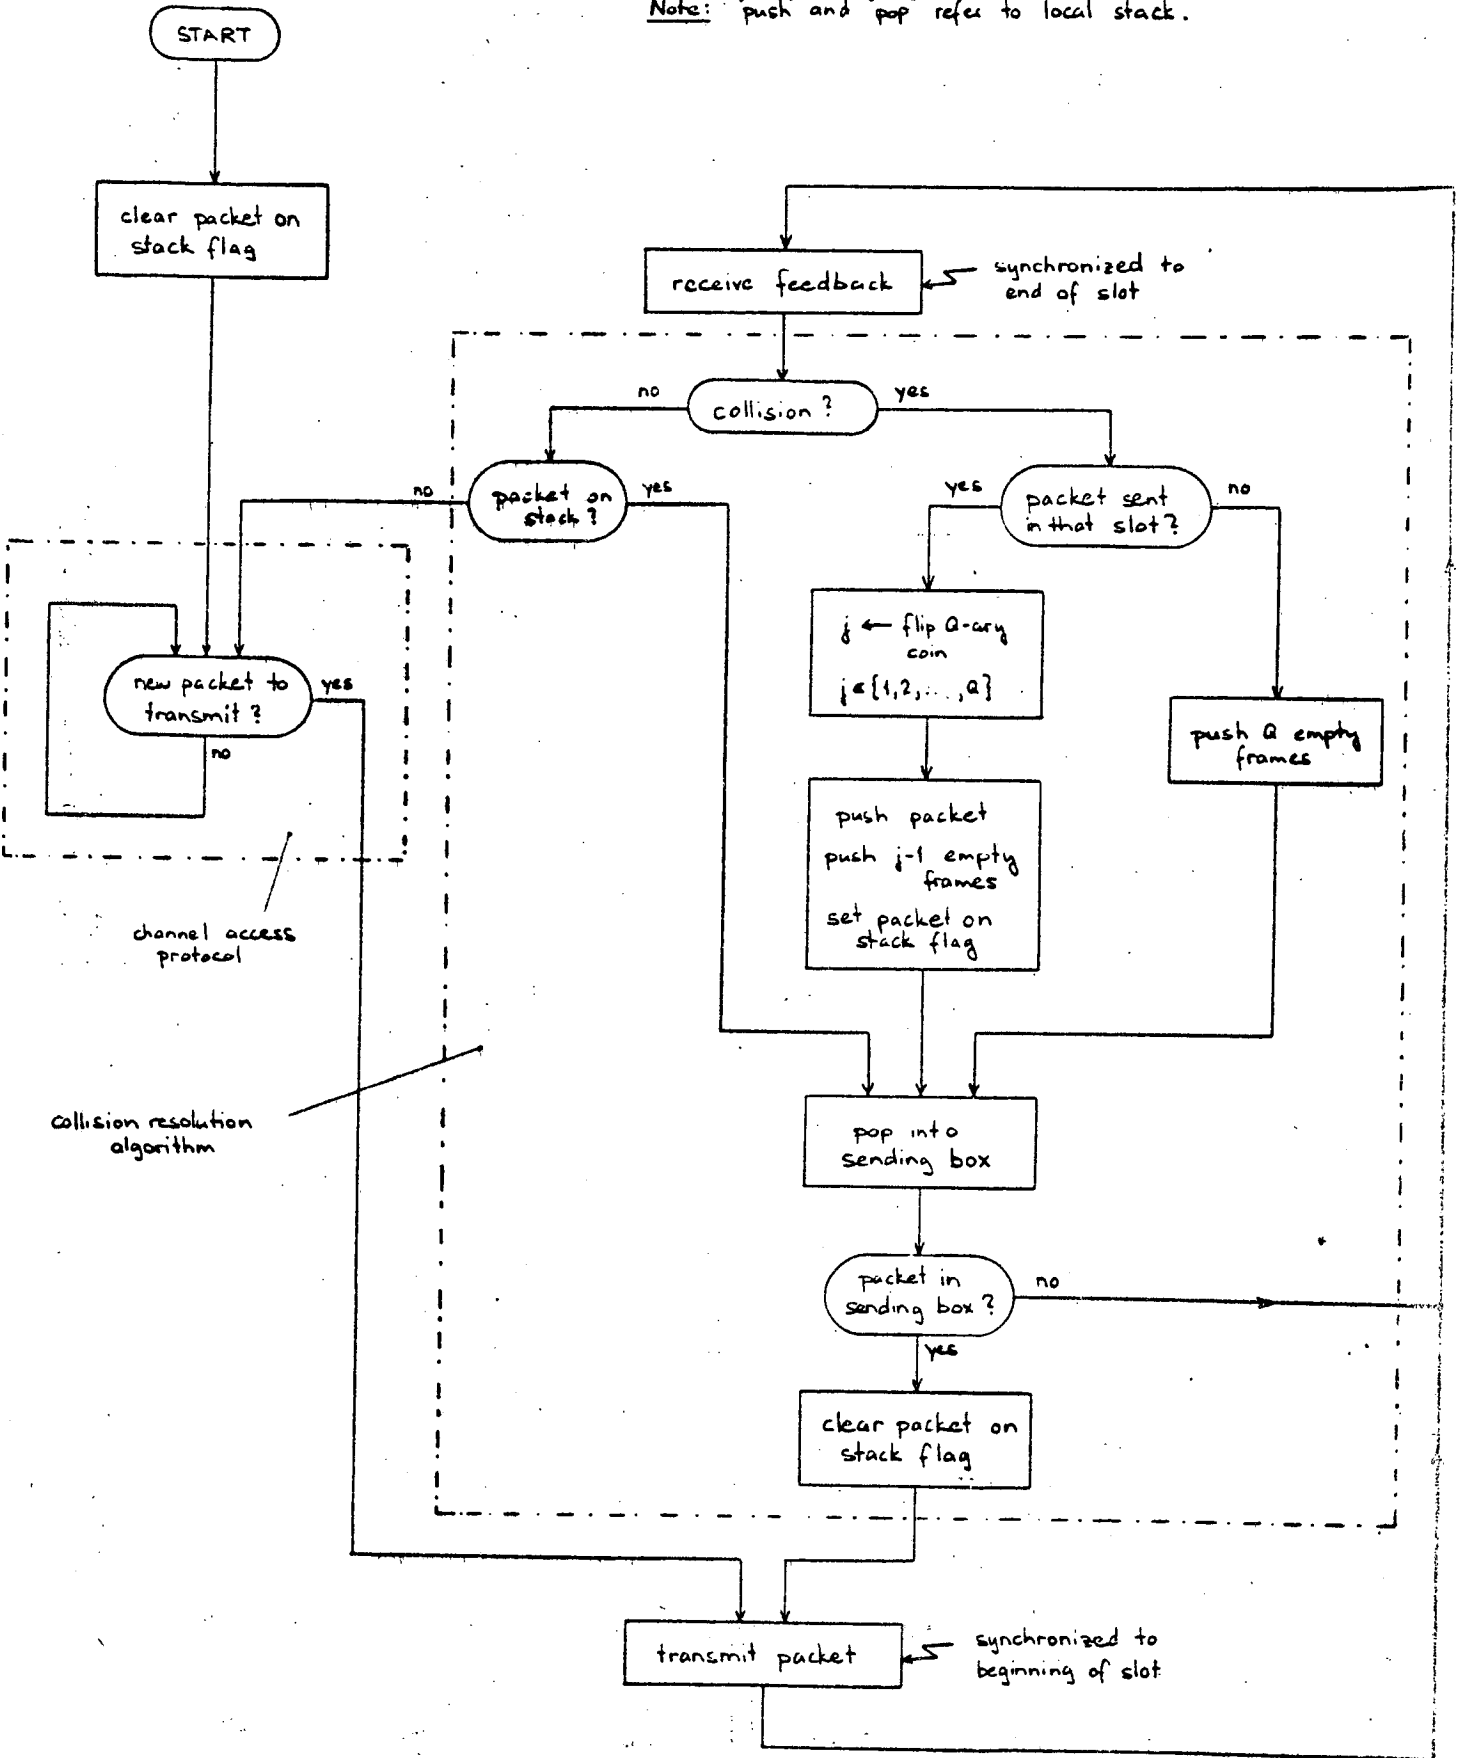 Note: push and pop refer to local stack.
START
clear packet on
stack flag
receive feedback
synchronized to
end of slot
collision?
no
yes
packet on
stack?
no
yes
packet sent
in that slot?
yes
no
new packet to
transmit?
yes
no
channel access
protocol
j ← flip Q-ary
coin
j ∈ {1,2,...,Q}
push Q empty
frames
push packet
push j-1 empty
frames
set packet on
stack flag
collision resolution
algorithm
pop into
sending box
packet in
sending box?
no
yes
clear packet on
stack flag
transmit packet
synchronized to
beginning of slot